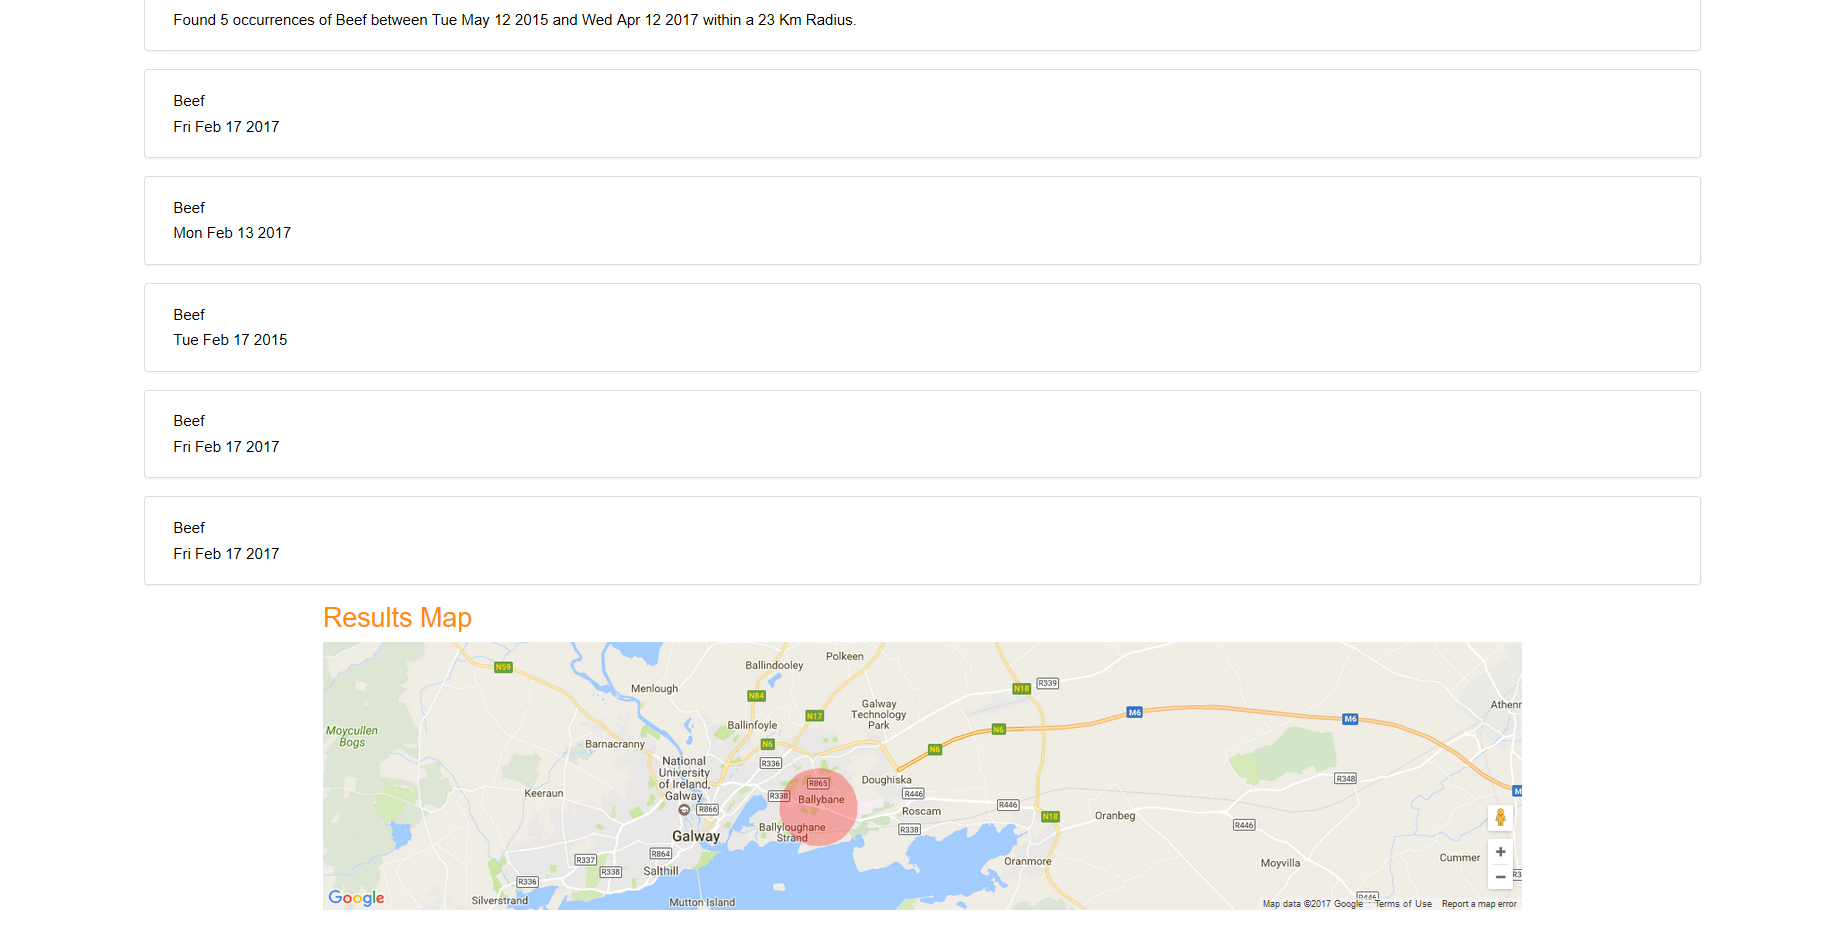 Found 5 occurrences of Beef between Tue May 12 2015 and Wed Apr 12 2017 within a 23 Km Radius.
Beef
Fri Feb 17 2017
Beef
Mon Feb 13 2017
Beef
Tue Feb 17 2015
Beef
Fri Feb 17 2017
Beef
Fri Feb 17 2017
Results Map
Polkeen
Ballindooley
N59
R339
Menlough
N18
N84
Galway
Technology
Park
Athenr
M6
N17
M6
Ballinfoyle
Moycullen
Bogs
N6
Barnacranny
N6
N6
National
University
of Ireland,
Galway
R336
Doughiska
R348
R865
Keeraun
R338
Ballybane
R446
M
R446
R866
Roscam
N18
Oranbeg
Ballyloughane
Strand
R338
R446
Galway
R864
R337
Oranmore
Cummer
Moyvilla
Salthill
R338
R3
R336
R446
Silverstrand
Mutton Island
Google
Map data ©2017 Google
Terms of Use
Report a map error